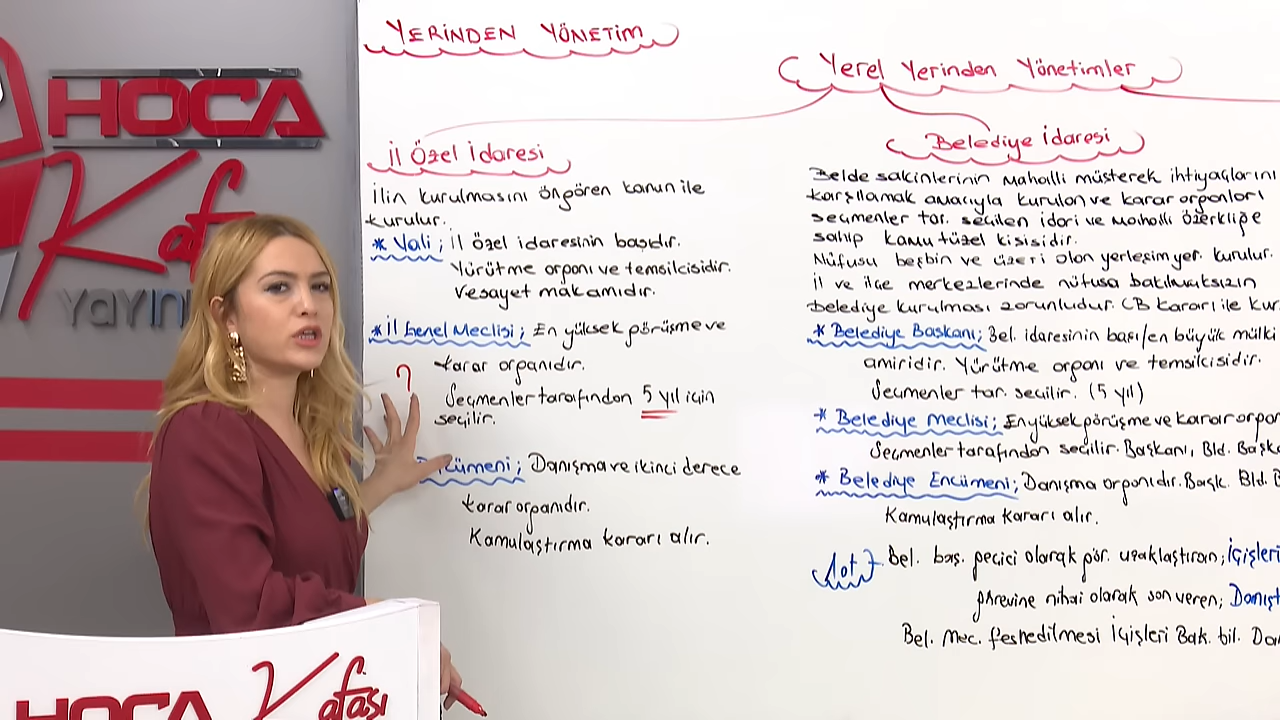 HOCA
Kafa
YAYINI
YERİNDEN YÖNETİM
Yerel Yerinden Yönetimler
İl Özel İdaresi
İlin kurulmasını öngören kanun ile
kurulur.
* Vali; İl özel idaresinin başıdır.
Yürütme organı ve temsilcisidir.
Vesayet makamıdır.
* İl Genel Meclisi; En yüksek görüşme ve
karar organıdır.
?
Seçmenler tarafından 5 yıl için
seçilir.
cümeni; Danışma ve ikinci derece
karar organıdır.
Kamulaştırma kararı alır.
Belediye İdaresi
Belde sakinlerinin mahalli müşterek ihtiyaçlarını
karşılamak amacıyla kurulan ve karar organları
seçmenler tar. seçilen idari ve mahalli özerkliğe
sahip kamu tüzel kişisidir.
Nüfusu beşbin ve üzeri olan yerleşim yer. kurulur.
İl ve ilçe merkezlerinde nüfusa bakılmaksızın
belediye kurulması zorunludur. CB kararı ile kur.
* Belediye Başkanı; Bel. idaresinin başı/en büyük mülki
amiridir. Yürütme organı ve temsilcisidir.
Seçmenler tar. seçilir. (5 yıl)
* Belediye Meclisi; En yüksek görüşme ve karar orga
Seçmenler tarafından seçilir. Başkanı, Bld. Başka
* Belediye Encümeni; Danışma organıdır. Başk. Bld. B
Kamulaştırma kararı alır.
Not Bel. baş. geçici olarak gör. uzaklaştıran; İçişleri
görevine nihai olarak son veren; Danışt
Bel. Mec. feshedilmesi İçişleri Bak. bil. Da
HOCA
Kafası